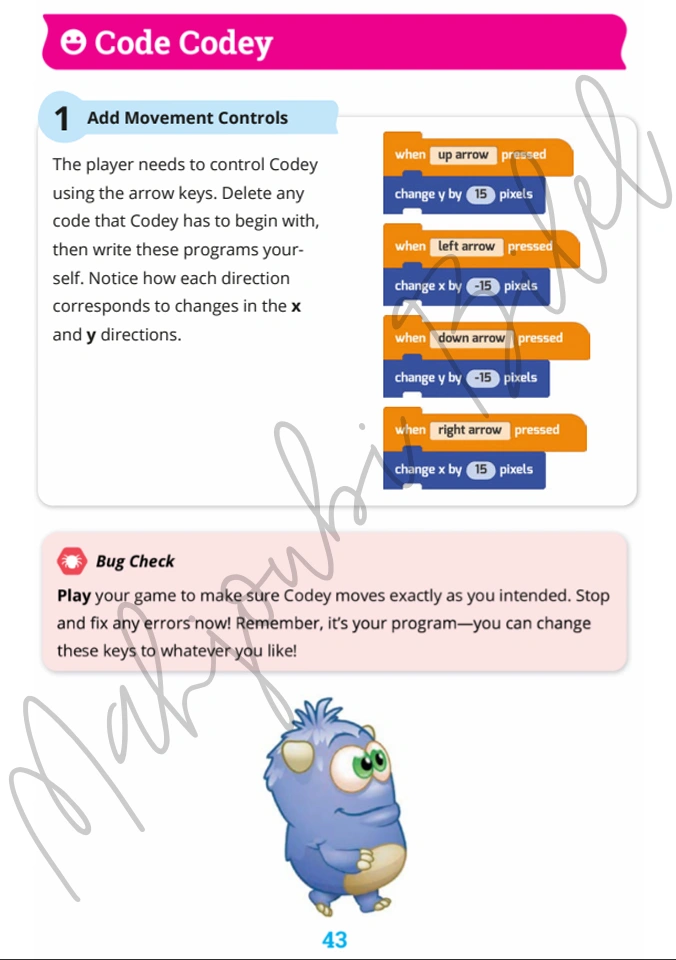 Code Codey
1 Add Movement Controls
The player needs to control Codey
using the arrow keys. Delete any
code that Codey has to begin with,
then write these programs your-
self. Notice how each direction
corresponds to changes in the x
and y directions.
when up arrow pressed
change y by 15 pixels
when left arrow pressed
change x by -15 pixels
when down arrow pressed
change y by -15 pixels
when right arrow pressed
change x by 15 pixels
Bug Check
Play your game to make sure Codey moves exactly as you intended. Stop
and fix any errors now! Remember, it’s your program—you can change
these keys to whatever you like!
Mahjoubi Bilel
43